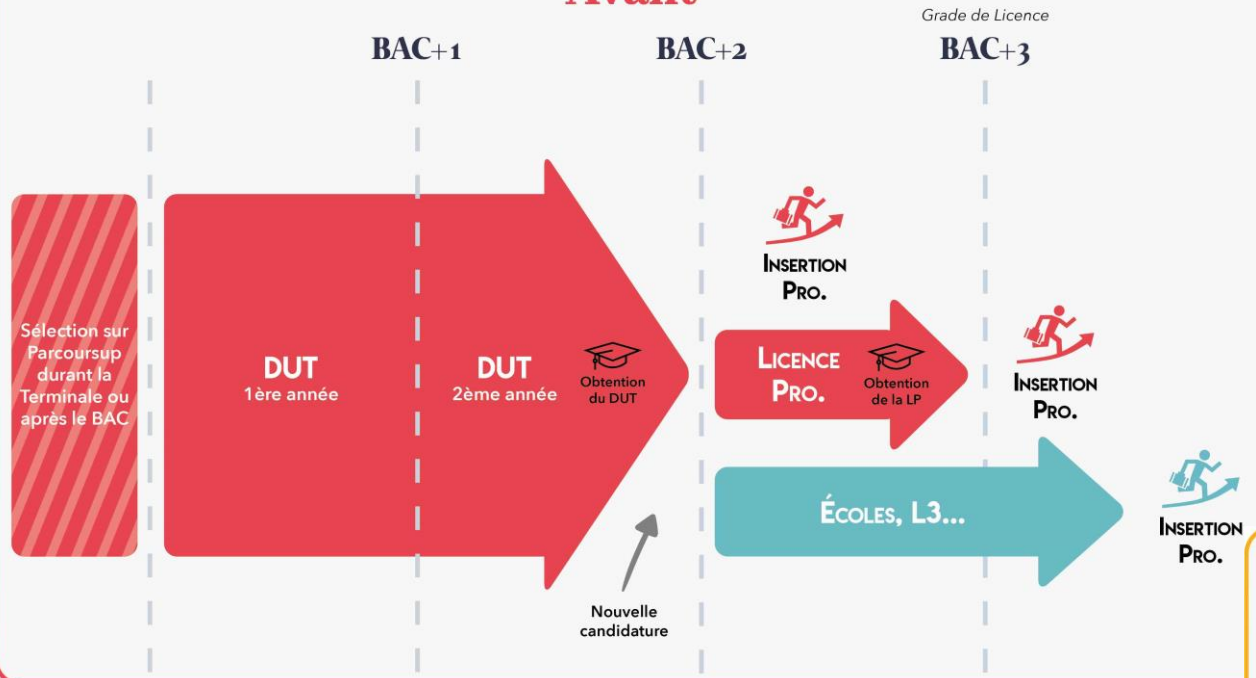 Avant
Grade de Licence
BAC+1
BAC+2
BAC+3
Sélection sur
Parcoursup
durant la
Terminale ou
après le BAC
DUT
1ère année
DUT
2ème année
Obtention
du DUT
Nouvelle
candidature
INSERTION
PRO.
LICENCE
PRO.
Obtention
de la LP
INSERTION
PRO.
ÉCOLES, L3...
INSERTION
PRO.